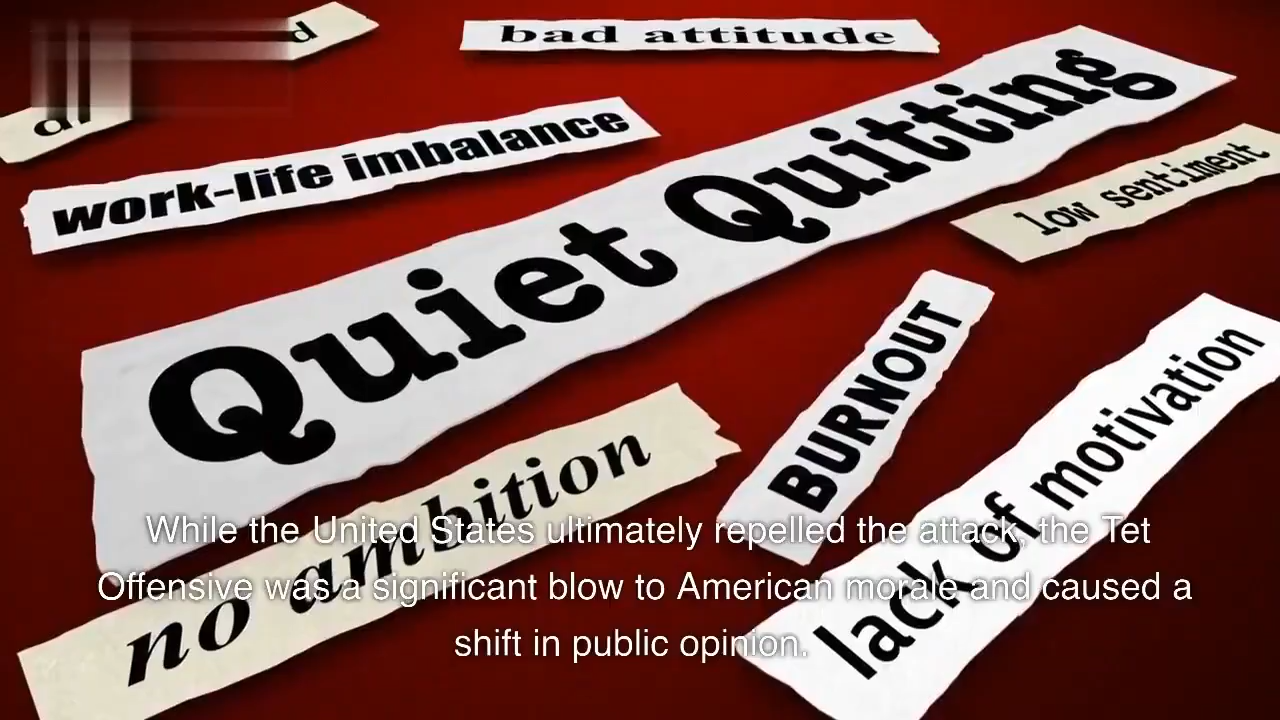 bad attitude
work-life imbalance
Quiet Quitting
low sentiment
BURNOUT
lack of motivation
no ambition
While the United States ultimately repelled the attack, the Tet
Offensive was a significant blow to American morale and caused a
shift in public opinion.